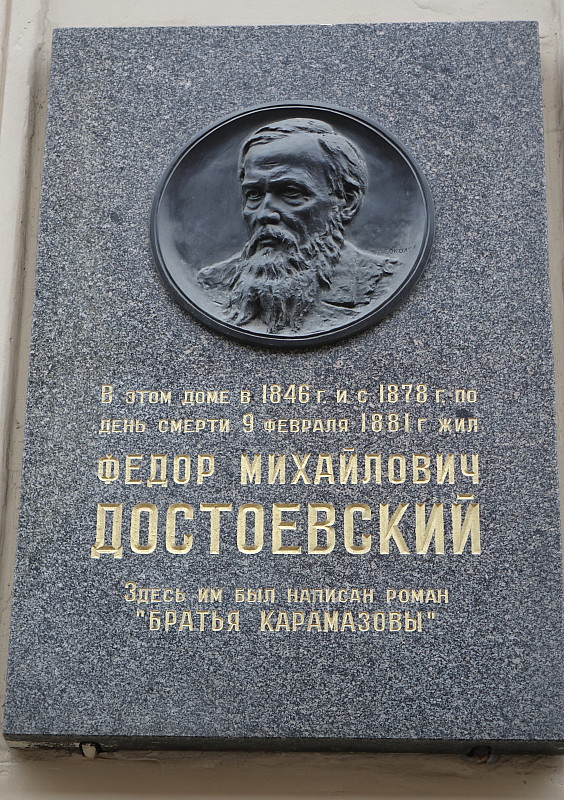 В этом доме в 1846 г. и с 1878 г. по
день смерти 9 февраля 1881 г жил
ФЕДОР МИХАЙЛОВИЧ
ДОСТОЕВСКИЙ
Здесь им был написан роман
"БРАТЬЯ КАРАМАЗОВЫ"